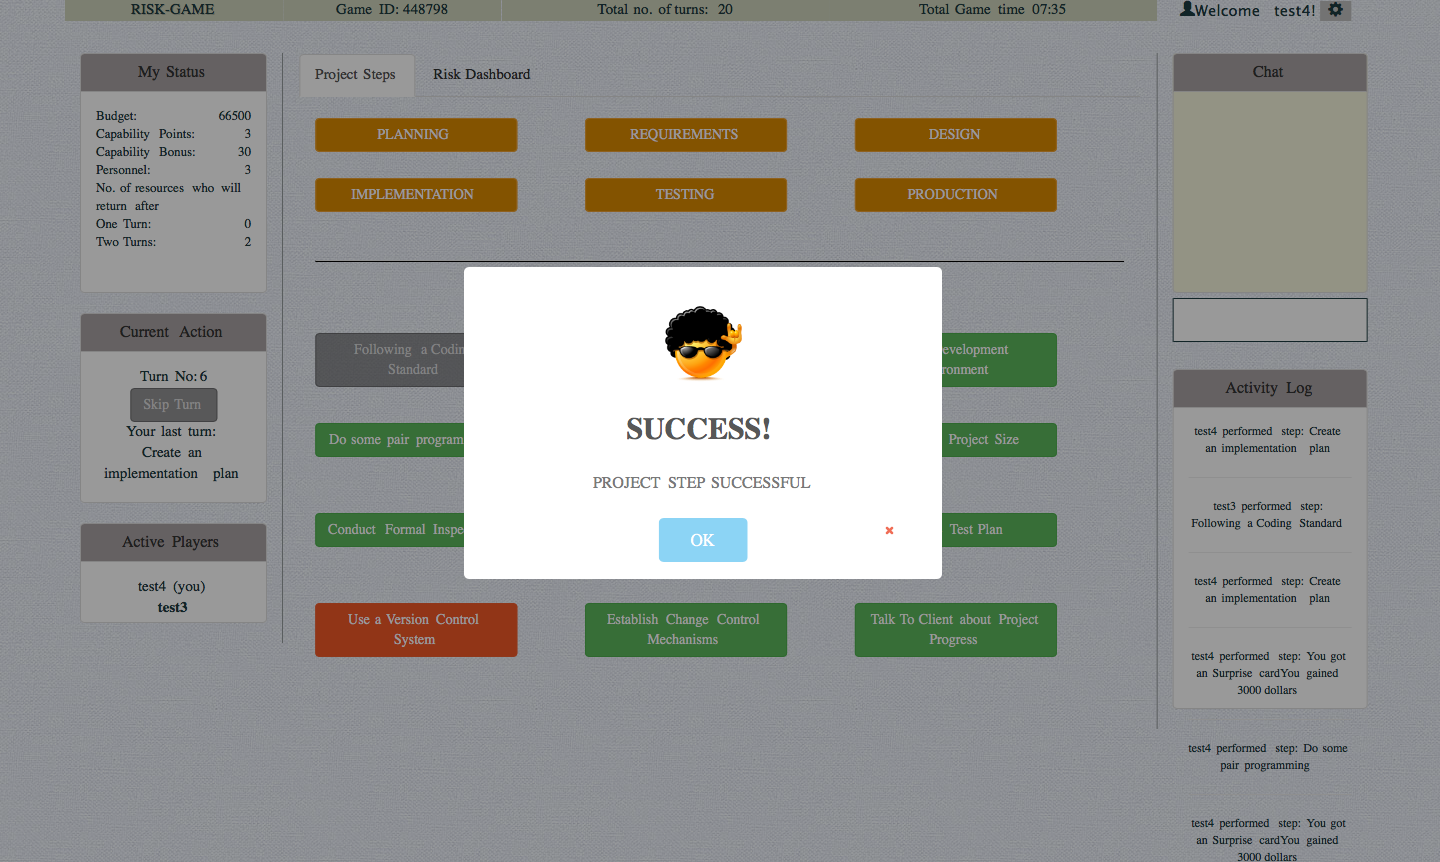 RISK-GAME
Game ID: 448798
Total no. of turns: 20
Total Game time 07:35
Welcome test4!
My Status
Budget: 66500
Capability Points: 3
Capability Bonus: 30
Personnel: 3
No. of resources who will
return after
One Turn: 0
Two Turns: 2
Current Action
Turn No: 6
Skip Turn
Your last turn:
Create an
implementation plan
Active Players
test4 (you)
test3
Project Steps
Risk Dashboard
PLANNING
REQUIREMENTS
DESIGN
IMPLEMENTATION
TESTING
PRODUCTION
Following a Codin
Standard
evelopment
ronment
Do some pair program
Project Size
Conduct Formal Inspe
Test Plan
Use a Version Control
System
Establish Change Control
Mechanisms
Talk To Client about Project
Progress
SUCCESS!
PROJECT STEP SUCCESSFUL
OK
Chat
Activity Log
test4 performed step: Create
an implementation plan
test3 performed step:
Following a Coding Standard
test4 performed step: Create
an implementation plan
test4 performed step: You got
an Surprise cardYou gained
3000 dollars
test4 performed step: Do some
pair programming
test4 performed step: You got
an Surprise cardYou gained
3000 dollars